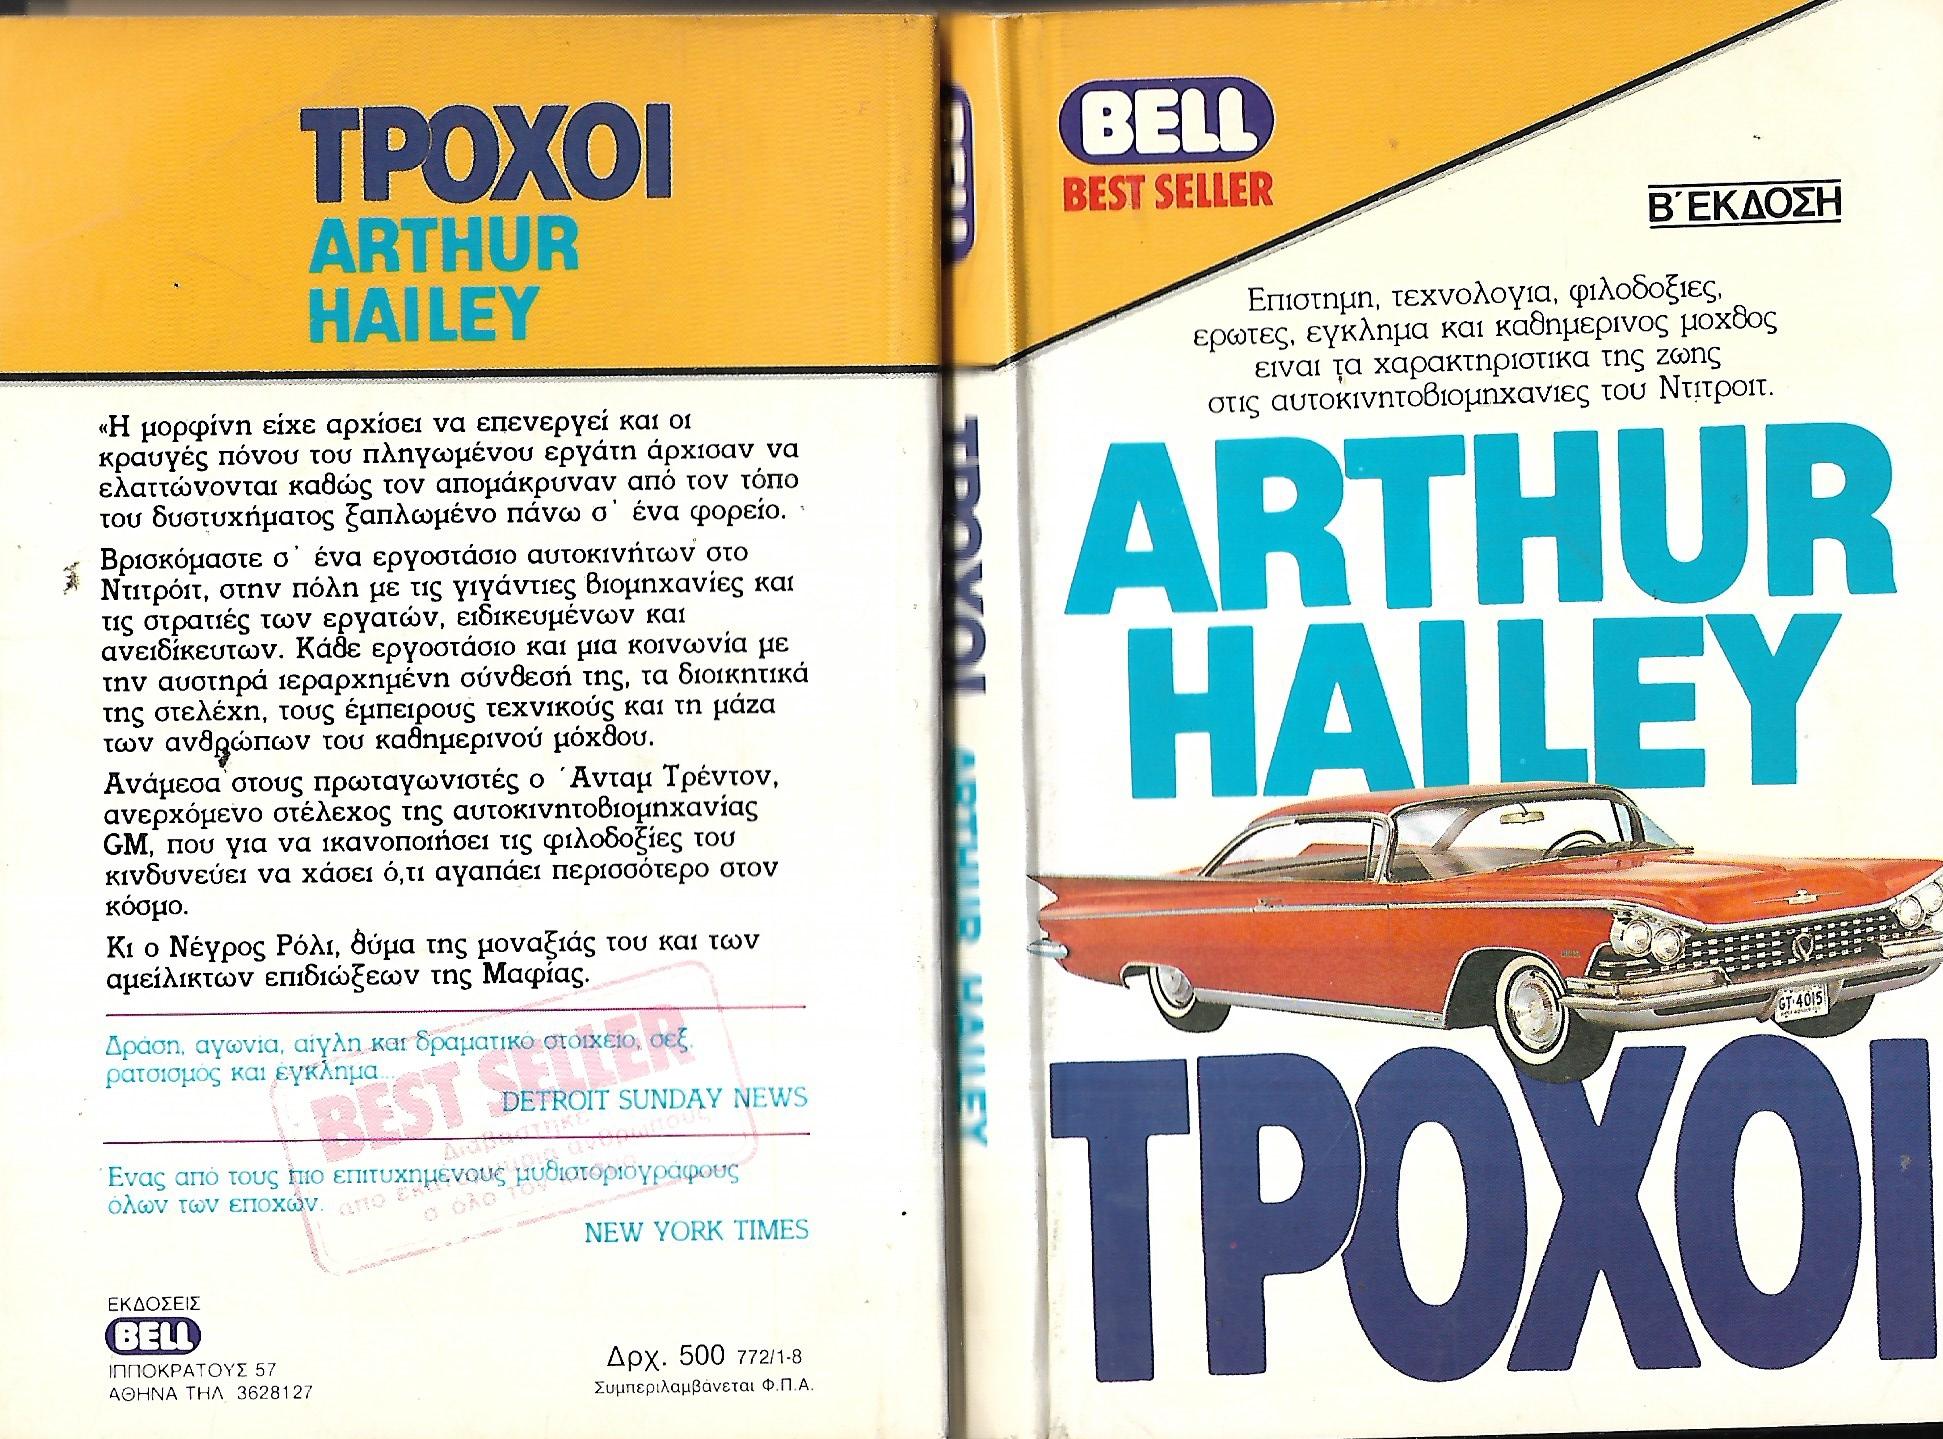 ΤΡΟΧΟΙ
ARTHUR
HAILEY
«Η μορφίνη είχε αρχίσει να επενεργεί και οι
κραυγές πόνου του πληγωμένου εργάτη άρχισαν να
ελαττώνονται καθώς τον απομάκρυναν από τον τόπο
του δυστυχήματος ξαπλωμένο πάνω σ' ένα φορείο.
Βρισκόμαστε σ' ένα εργοστάσιο αυτοκινήτων στο
Ντιτρόιτ, στην πόλη με τις γιγάντιες βιομηχανίες και
τις στρατιές των εργατών, ειδικευμένων και
ανειδίκευτων. Κάθε εργοστάσιο και μια κοινωνία με
την αυστηρά ιεραρχημένη σύνθεσή της, τα διοικητικά
της στελέχη, τους έμπειρους τεχνικούς και τη μάζα
των ανθρώπων του καθημερινού μόχθου.
Ανάμεσα στους πρωταγωνιστές ο 'Ανταμ Τρέντον,
ανερχόμενο στέλεχος της αυτοκινητοβιομηχανίας
GM, που για να ικανοποιήσει τις φιλοδοξίες του
κινδυνεύει να χάσει ό,τι αγαπάει περισσότερο στον
κόσμο.
Κι ο Νέγρος Ρόλι, θύμα της μοναξιάς του και των
αμείλικτων επιδιώξεων της Μαφίας.
Δράση, αγωνία, αίγλη και δραματικό στοιχείο, σεξ,
ρατσισμός και έγκλημα...
DETROIT SUNDAY NEWS
'Ενας από τους πιο επιτυχημένους μυθιστοριογράφους
όλων των εποχών.
NEW YORK TIMES
BEST SELLER
Διαβάστηκε
από εκατομμύρια ανθρώπους
σ' όλο τον
ΕΚΔΟΣΕΙΣ
BELL
ΙΠΠΟΚΡΑΤΟΥΣ 57
ΑΘΗΝΑ ΤΗΛ. 3628127
Δρχ. 500 772/1-8
Συμπεριλαμβάνεται Φ.Π.Α.
BELL
ΤΡΟΧΟΙ ARTHUR HAILEY
BELL
BEST SELLER
Β΄ΕΚΔΟΣΗ
Επιστημη, τεχνολογια, φιλοδοξιες,
ερωτες, εγκλημα και καθημερινος μοχθος
ειναι τα χαρακτηριστικα της ζωης
στις αυτοκινητοβιομηχανιες του Ντιτροιτ.
ARTHUR
HAILEY
GT·4015
ΤΡΟΧΟΙ